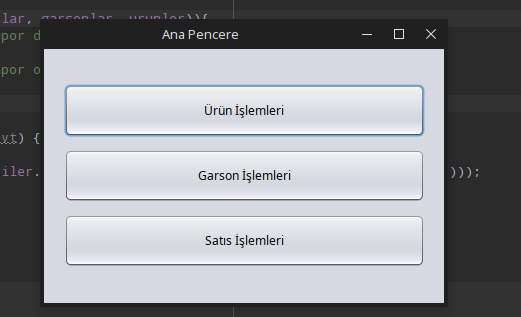 lar, garsonlar, urunler)){
por d
Ana Pencere
por o
Ürün İşlemleri
vt) {
iler.
)));
Garson İşlemleri
Satıs İşlemleri